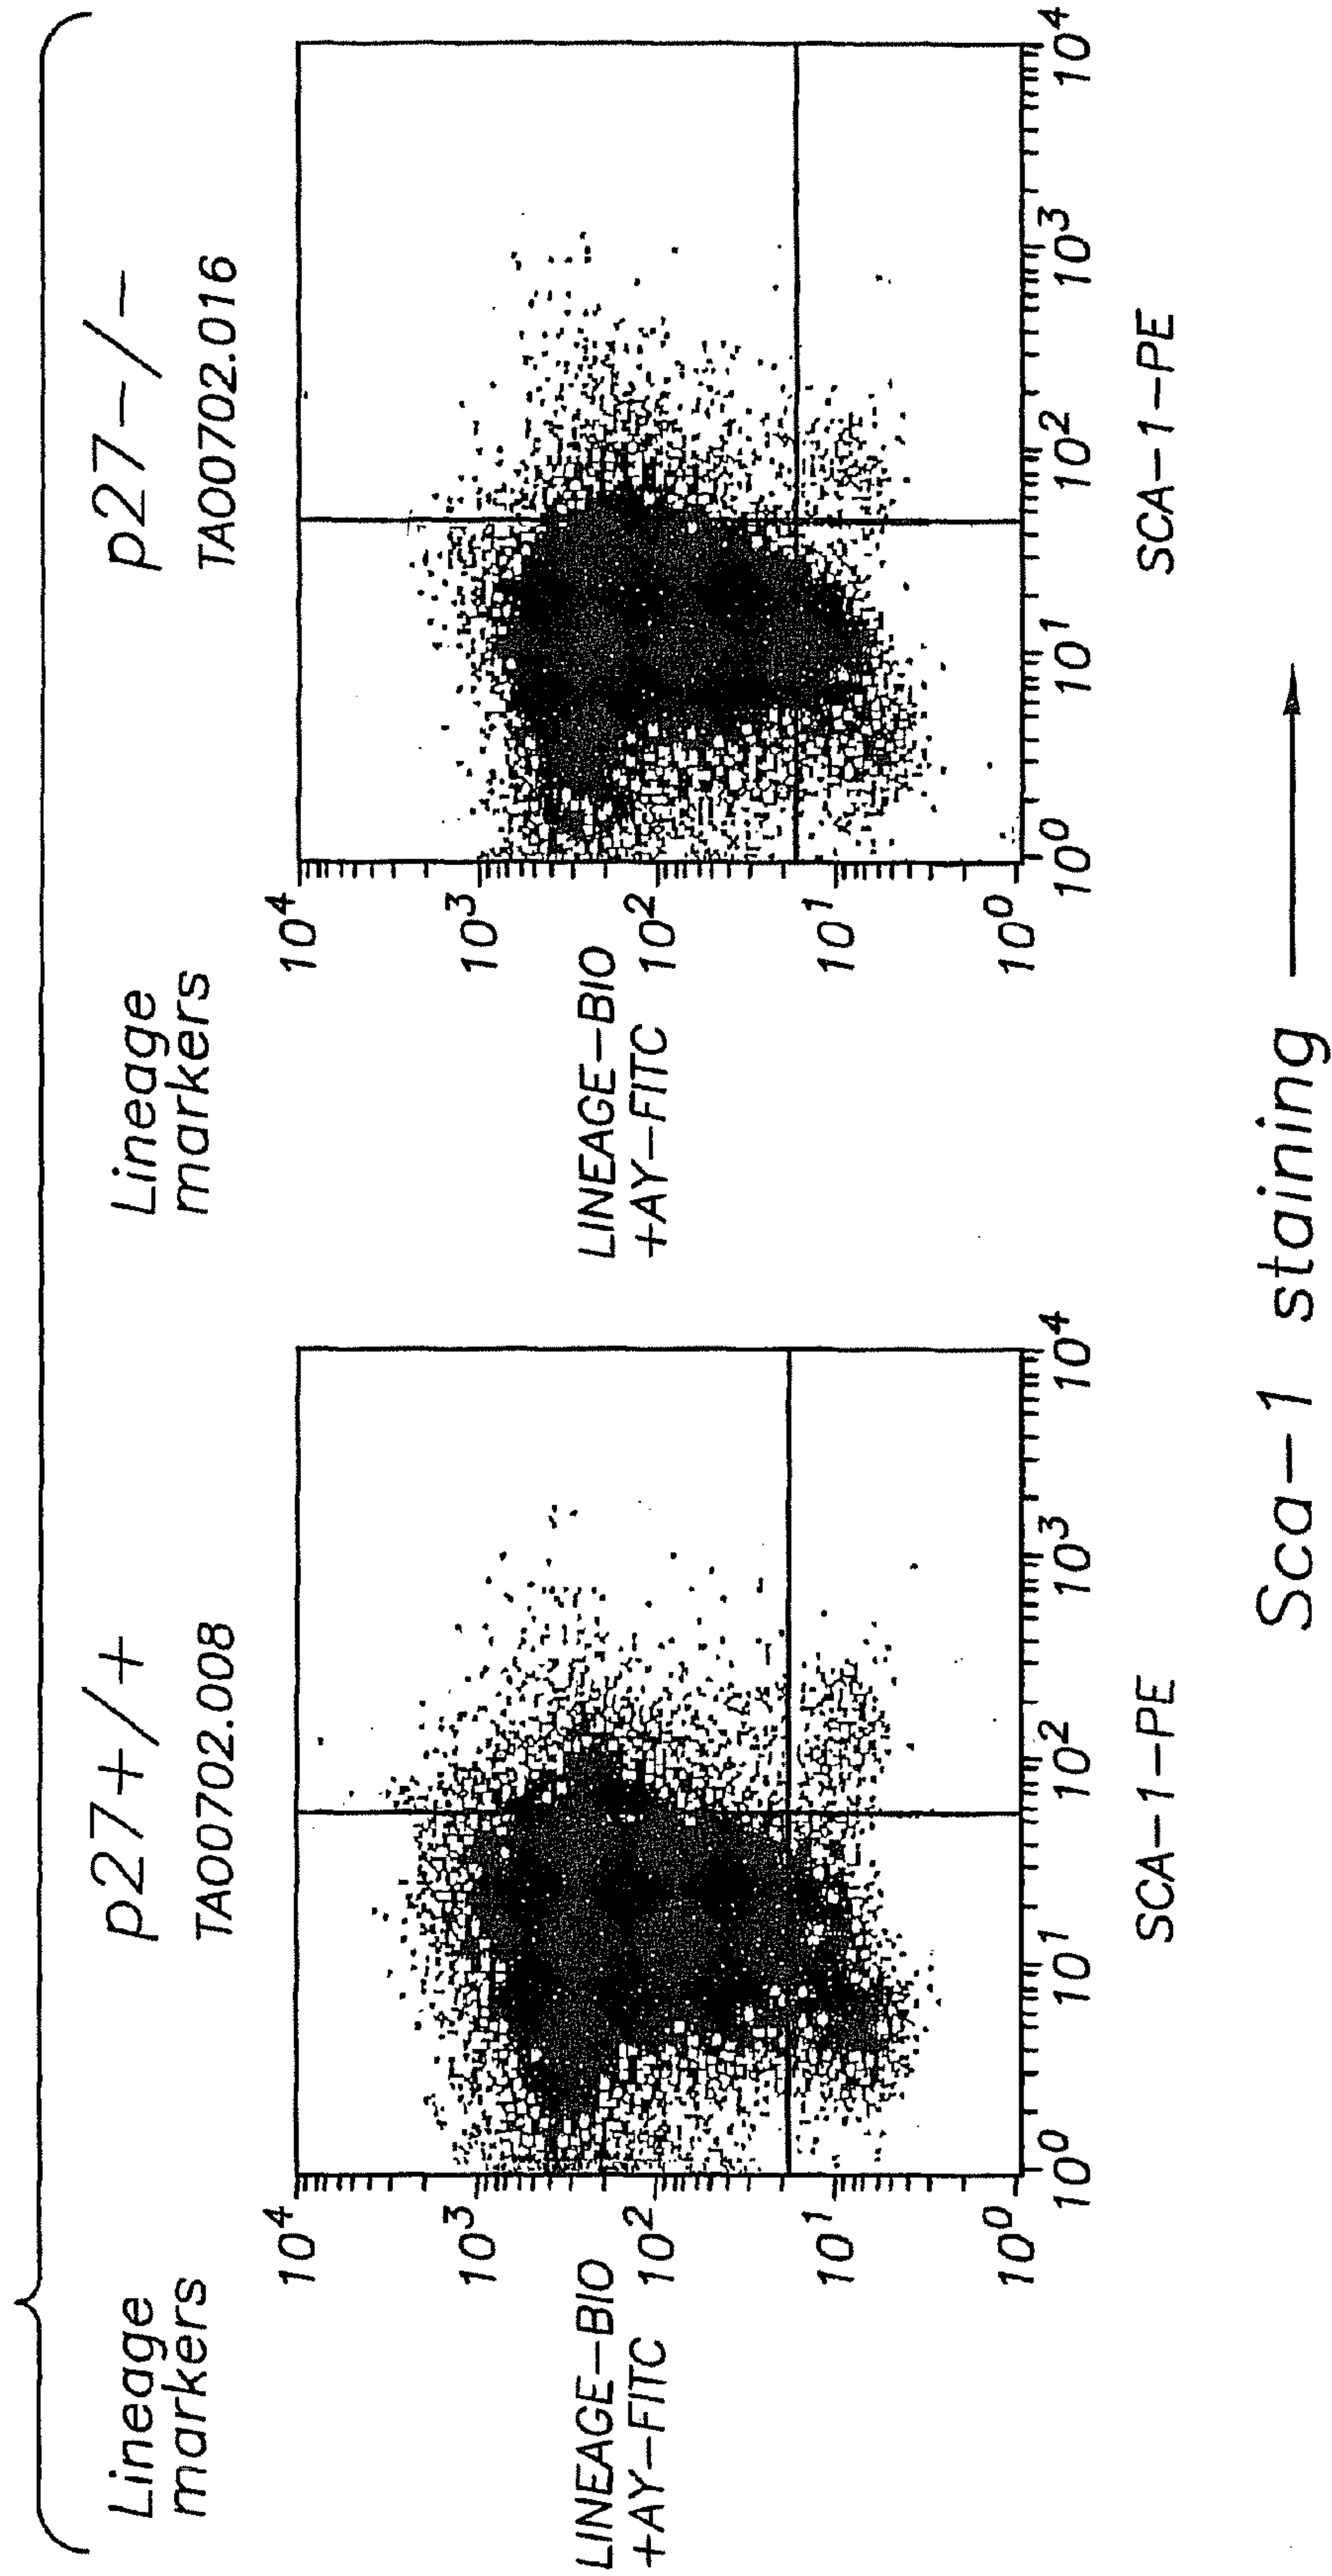 p27+/+
TA00702.008
Lineage
markers
10^4
10^3
LINEAGE-BIO
+AY-FITC
10^2
10^1
10^0
10^0
10^1
10^2
10^3
10^4
SCA-1-PE
p27-/-
TA00702.016
Lineage
markers
10^4
10^3
LINEAGE-BIO
+AY-FITC
10^2
10^1
10^0
10^0
10^1
10^2
10^3
10^4
SCA-1-PE
Sca-1 staining